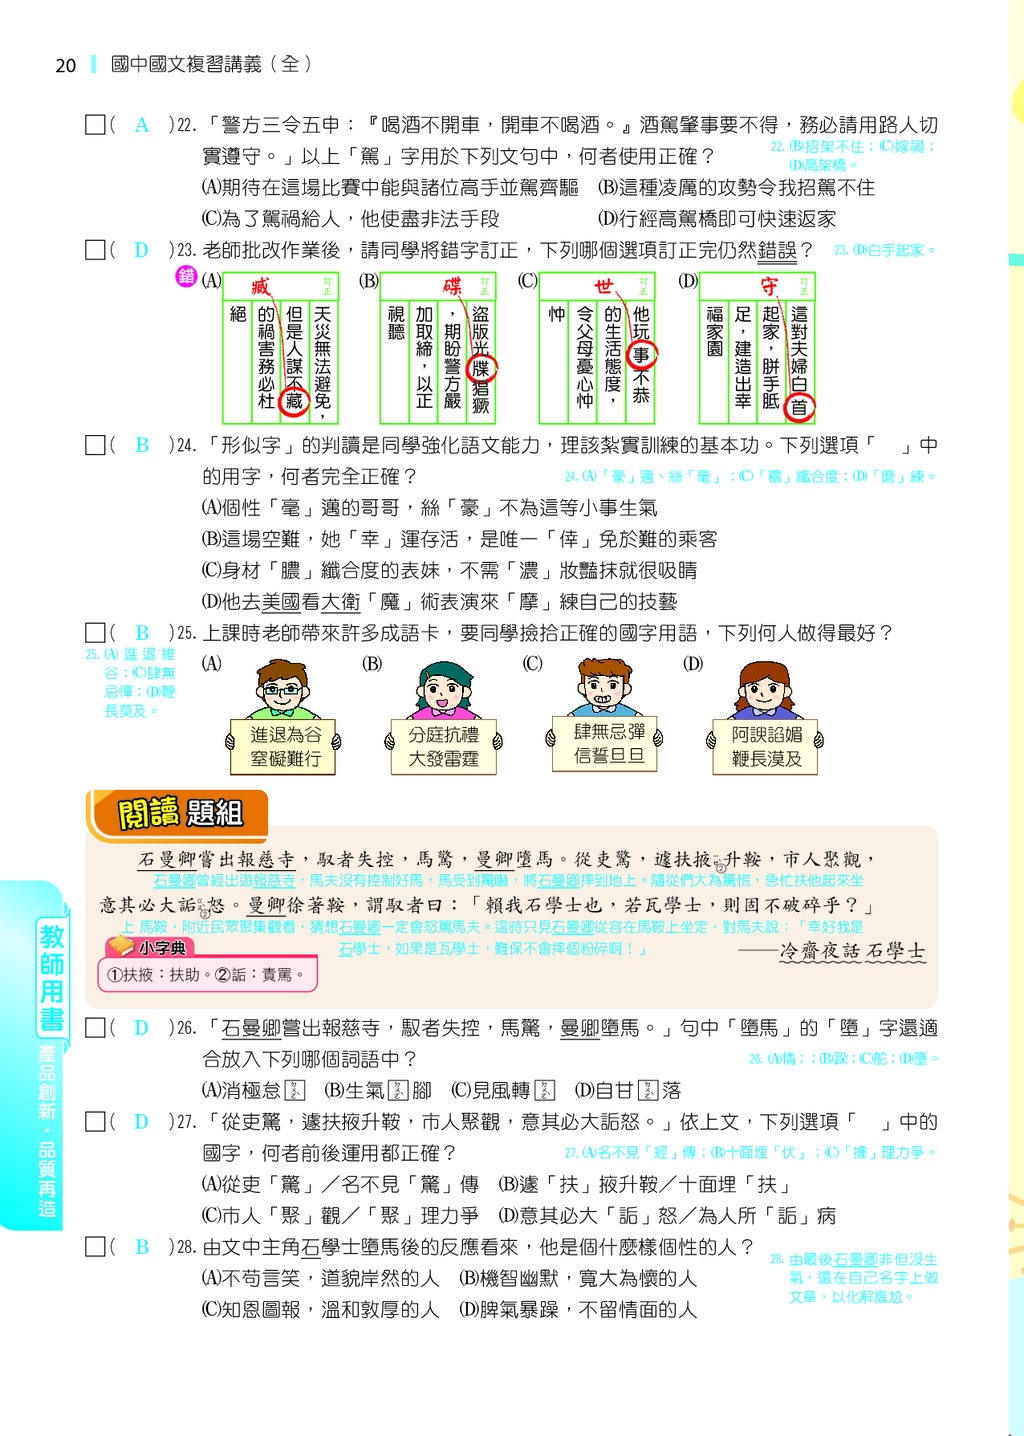 20 國中國文複習講義（全）
□（ A ）22.「警方三令五申：『喝酒不開車，開車不喝酒。』酒駕肇事要不得，務必請用路人切
實遵守。」以上「駕」字用於下列文句中，何者使用正確？
22.(B)招架不住；(C)嫁禍；
(D)高架橋。
(A)期待在這場比賽中能與諸位高手並駕齊驅 (B)這種凌厲的攻勢令我招駕不住
(C)為了駕禍給人，他使盡非法手段 (D)行經高駕橋即可快速返家
□（ D ）23.老師批改作業後，請同學將錯字訂正，下列哪個選項訂正完仍然錯誤？ 23.(D)白手起家。
錯
(A)
臧
訂正
天災無法避免，
但是人謀不藏
的禍害務必杜
絕
(B)
碟
訂正
盜版光牒猖獗
，期盼警方嚴
加取締，以正
視聽
(C)
世
訂正
他玩事不恭
的生活態度，
令父母憂心忡
忡
(D)
守
訂正
這對夫婦白首
起家，胼手胝
足，建造出幸
福家園
□（ B ）24.「形似字」的判讀是同學強化語文能力，理該紮實訓練的基本功。下列選項「　」中
的用字，何者完全正確？ 24.(A)「豪」邁、絲「毫」；(C)「穠」纖合度；(D)「磨」練。
(A)個性「毫」邁的哥哥，絲「豪」不為這等小事生氣
(B)這場空難，她「幸」運存活，是唯一「倖」免於難的乘客
(C)身材「膿」纖合度的表妹，不需「濃」妝豔抹就很吸睛
(D)他去美國看大衛「魔」術表演來「摩」練自己的技藝
□（ B ）25.上課時老師帶來許多成語卡，要同學撿拾正確的國字用語，下列何人做得最好？
25.(A)進退維
谷；(C)肆無
忌憚；(D)鞭
長莫及。
(A)
進退為谷
窒礙難行
(B)
分庭抗禮
大發雷霆
(C)
肆無忌彈
信誓旦旦
(D)
阿諛諂媚
鞭長漠及
閱讀題組
石曼卿嘗出報慈寺，馭者失控，馬驚，曼卿墮馬。從吏驚，遽扶掖①升鞍，市人聚觀，
石曼卿曾經出遊報慈寺，馬夫沒有控制好馬，馬受到驚嚇，將石曼卿摔到地上。隨從們大為驚慌，急忙扶他起來坐
意其必大詬②怒。曼卿徐著鞍，謂馭者曰：「賴我石學士也，若瓦學士，則固不破碎乎？」
上馬鞍，附近民眾聚集觀看，猜想石曼卿一定會怒罵馬夫。這時只見石曼卿從容在馬鞍上坐定，對馬夫說：「幸好我是
石學士，如果是瓦學士，難保不會摔個粉碎啊！」
——冷齋夜話 石學士
小字典
①扶掖：扶助。②詬：責罵。
□（ D ）26.「石曼卿嘗出報慈寺，馭者失控，馬驚，曼卿墮馬。」句中「墮馬」的「墮」字還適
合放入下列哪個詞語中？ 26.(A)惰；；(B)跺；(C)舵；(D)墮。
(A)消極怠ㄉㄨㄛˋ (B)生氣ㄉㄨㄛˋ腳 (C)見風轉ㄉㄨㄛˋ (D)自甘ㄉㄨㄛˋ落
□（ D ）27.「從吏驚，遽扶掖升鞍，市人聚觀，意其必大詬怒。」依上文，下列選項「　」中的
國字，何者前後運用都正確？ 27.(A)名不見「經」傳；(B)十面埋「伏」；(C)「據」理力爭。
(A)從吏「驚」／名不見「驚」傳 (B)遽「扶」掖升鞍／十面埋「扶」
(C)市人「聚」觀／「聚」理力爭 (D)意其必大「詬」怒／為人所「詬」病
□（ B ）28.由文中主角石學士墮馬後的反應看來，他是個什麼樣個性的人？
28.由最後石曼卿非但沒生
氣，還在自己名字上做
文章，以化解尷尬。
(A)不苟言笑，道貌岸然的人 (B)機智幽默，寬大為懷的人
(C)知恩圖報，溫和敦厚的人 (D)脾氣暴躁，不留情面的人
教師用書
產品創新．品質再造